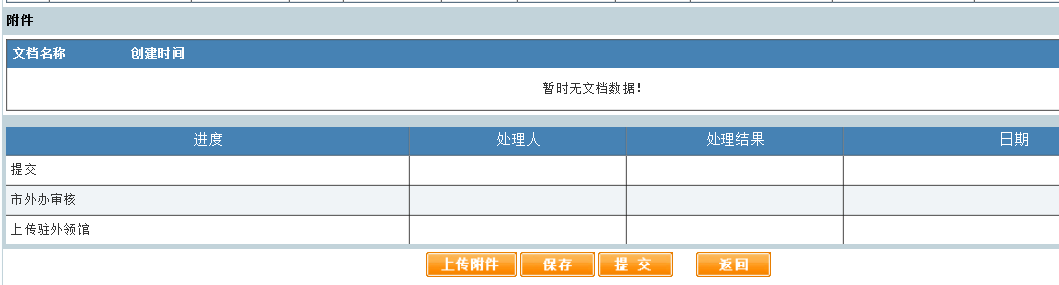 附件
文档名称 创建时间
暂时无文档数据!
进度 处理人 处理结果 日期
提交
市外办审核
上传驻外领馆
上传附件 保存 提 交 返回